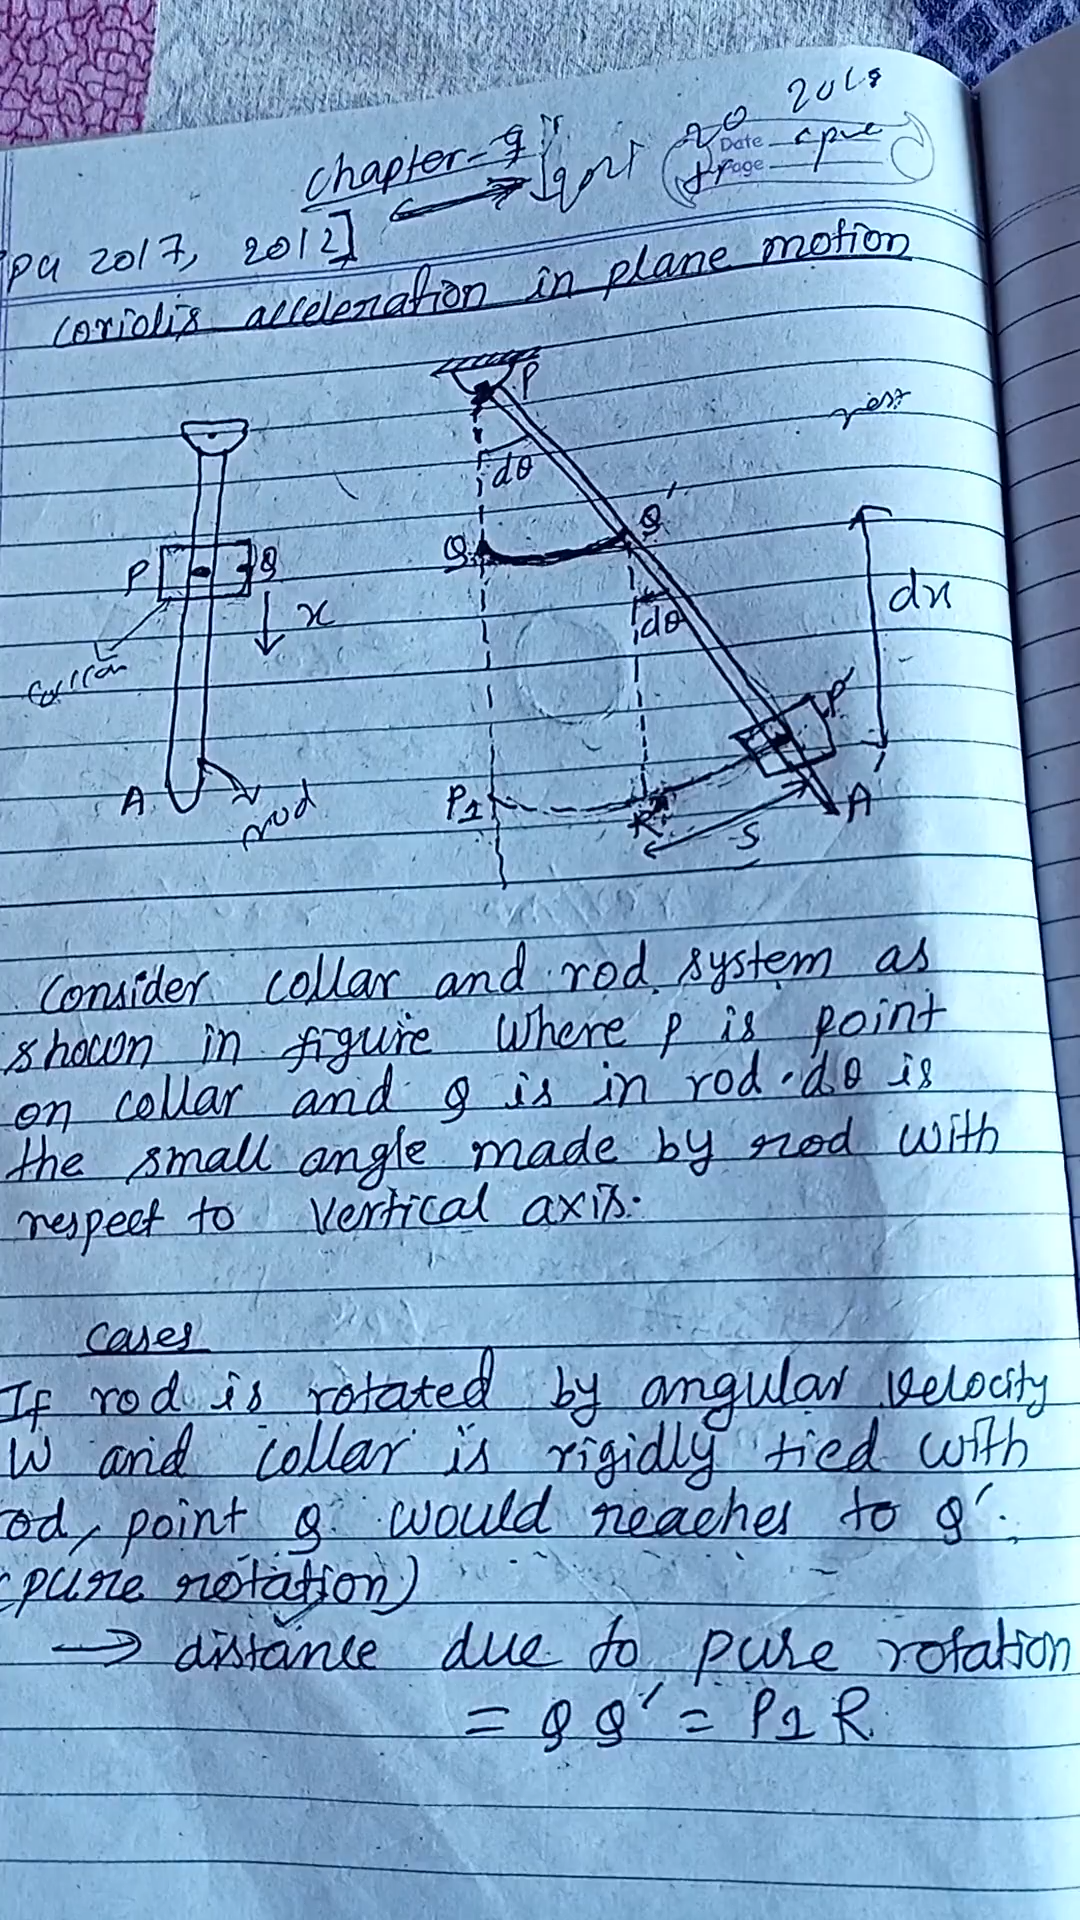 Chapter-9
20 2018
Date
Page
PU 2017, 2012]
coriolis acceleration in plane motion
P
dθ
rest
Q Q'
P Q
x
dθ
dx
collar
P'
A
rod
P1
R
A'
S
Consider collar and rod system as
shown in figure Where p is point
on collar and Q is in rod. dθ is
the small angle made by rod with
respect to vertical axis.
cases
If rod is rotated by angular velocity
W and collar is rigidly tied with
od, point Q would reaches to Q'.
(pure rotation)
→ distance due to pure rotation
= QQ' = P1R